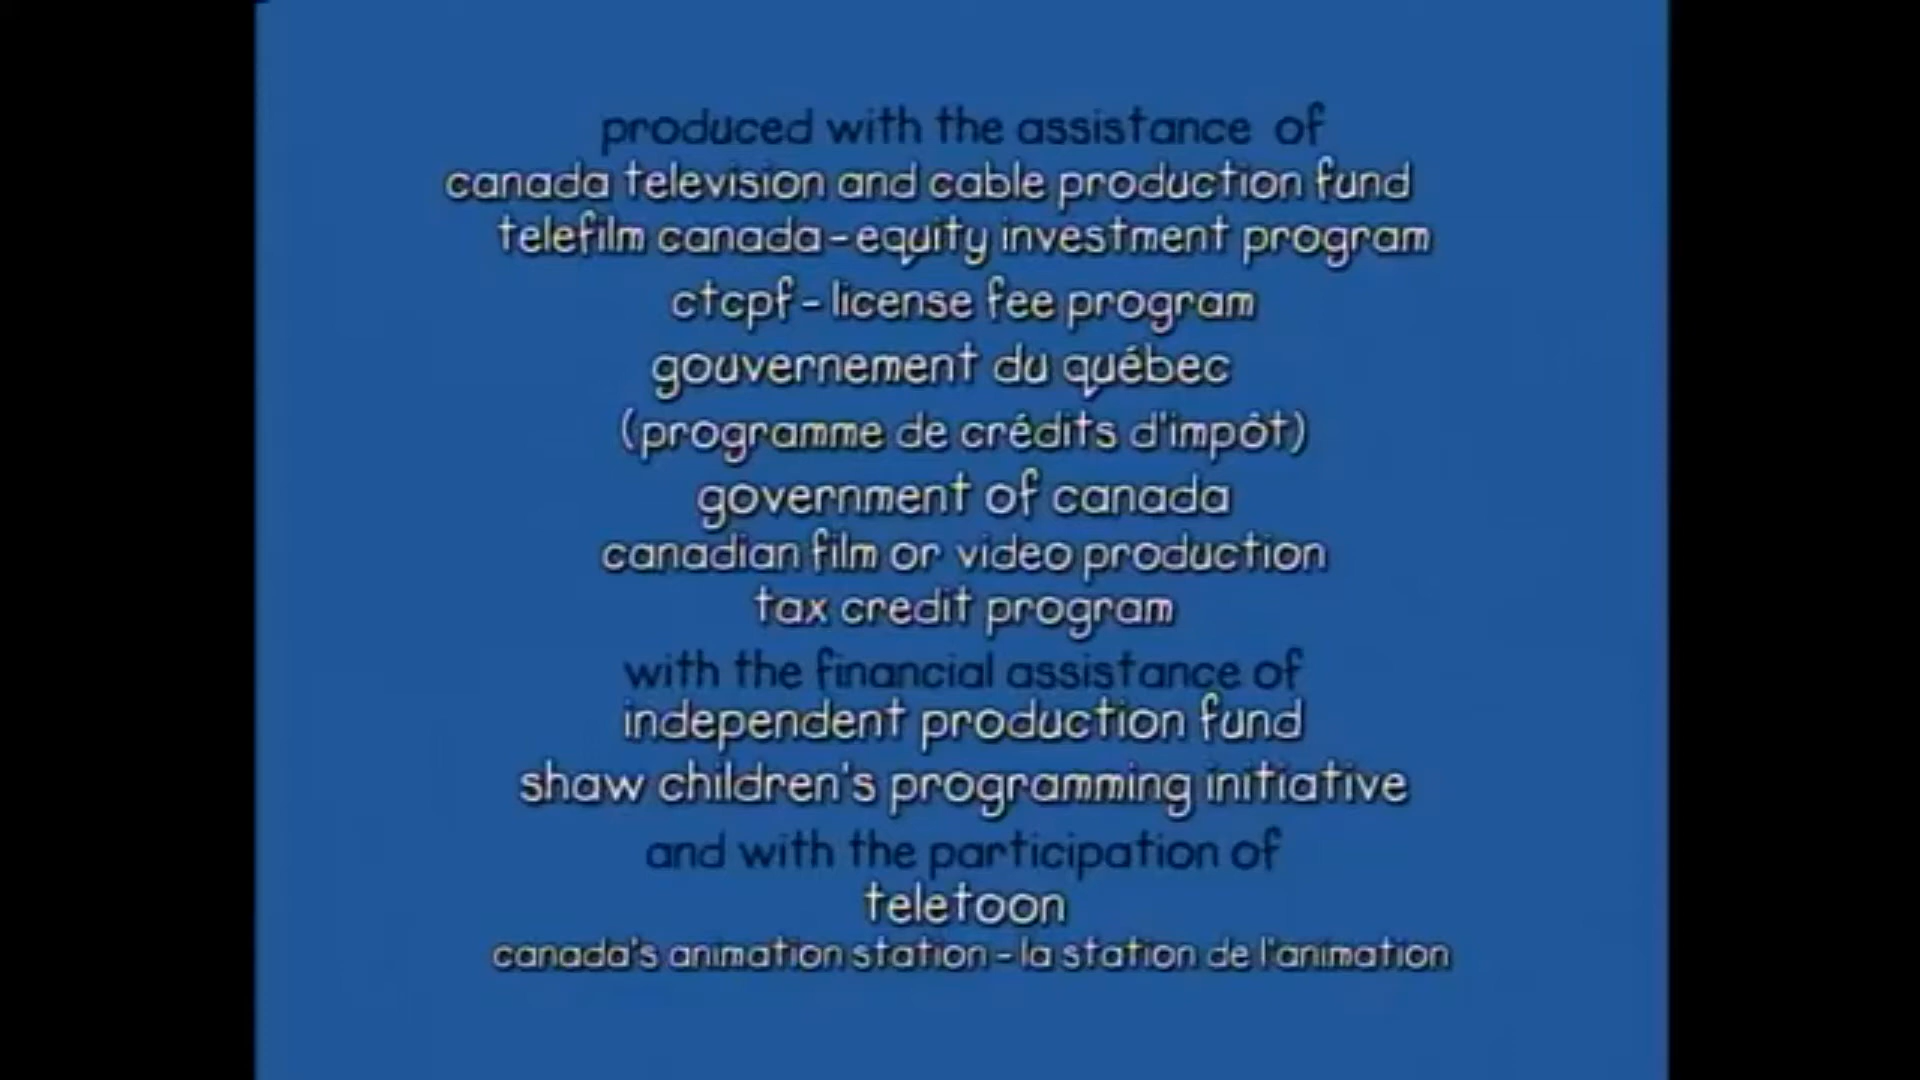 produced with the assistance of
canada television and cable production fund
telefilm canada - equity investment program
ctcpf - license fee program
gouvernement du québec
(programme de crédits d'impôt)
government of canada
canadian film or video production
tax credit program
with the financial assistance of
independent production fund
shaw children's programming initiative
and with the participation of
teletoon
canada's animation station - la station de l'animation